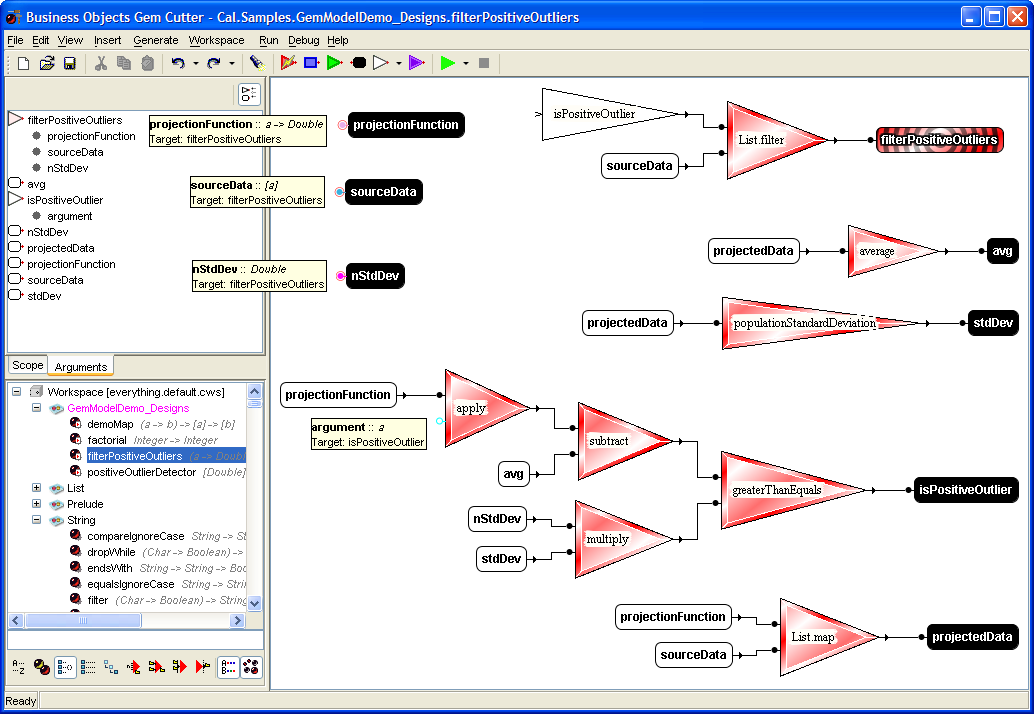 Business Objects Gem Cutter - Cal.Samples.GemModelDemo_Designs.filterPositiveOutliers
File Edit View Insert Generate Workspace Run Debug Help
filterPositiveOutliers
projectionFunction
sourceData
nStdDev
avg
isPositiveOutlier
argument
nStdDev
projectedData
projectionFunction
sourceData
stdDev
Scope Arguments
Workspace [everything.default.cws]
GemModelDemo_Designs
demoMap (a -> b) -> [a] -> [b]
factorial Integer -> Integer
filterPositiveOutliers (a -> Doubl
positiveOutlierDetector [Double]
List
Prelude
String
compareIgnoreCase String -> St
dropWhile (Char -> Boolean) ->
endsWith String -> String -> Boo
equalsIgnoreCase String -> Stri
filter (Char -> Boolean) -> String
Ready
projectionFunction :: a -> Double
Target: filterPositiveOutliers
projectionFunction
sourceData :: [a]
Target: filterPositiveOutliers
sourceData
nStdDev :: Double
Target: filterPositiveOutliers
nStdDev
isPositiveOutlier
sourceData
List.filter
filterPositiveOutliers
projectedData
average
avg
projectedData
populationStandardDeviation
stdDev
projectionFunction
argument :: a
Target: isPositiveOutlier
apply
avg
subtract
nStdDev
stdDev
multiply
greaterThanEquals
isPositiveOutlier
projectionFunction
sourceData
List.map
projectedData